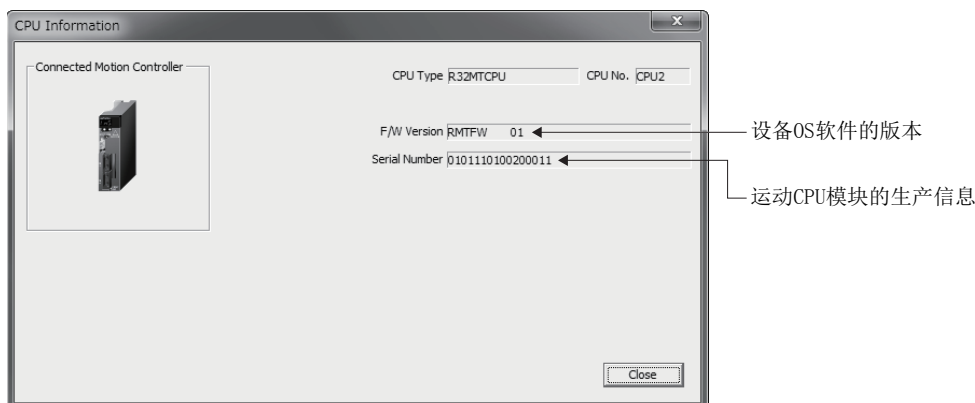 CPU Information
Connected Motion Controller
CPU Type R32MTCPU CPU No. CPU2
F/W Version RMTFW 01
设备OS软件的版本
Serial Number 0101110100200011
运动CPU模块的生产信息
Close